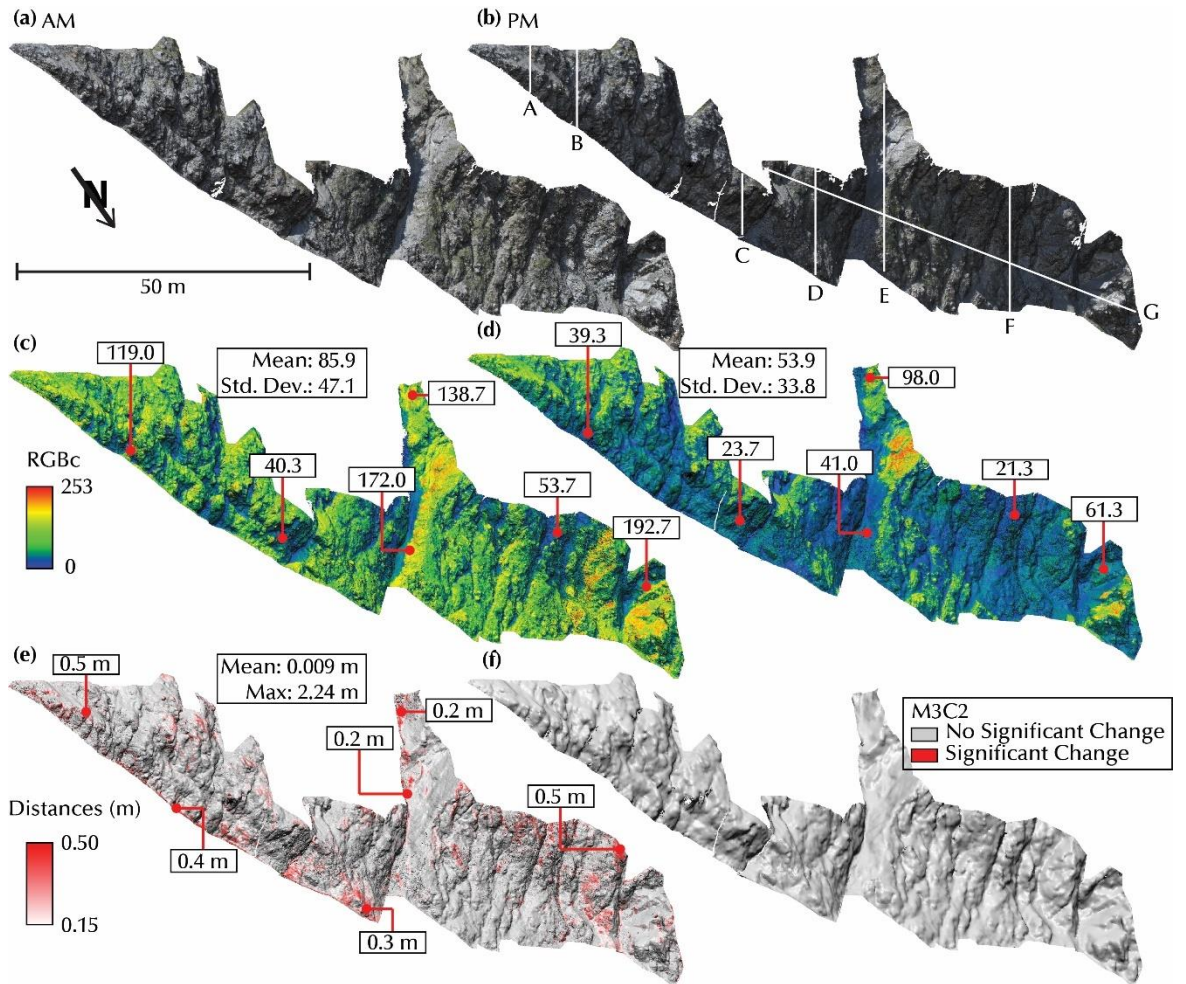 (a) AM
(b) PM
A
B
C
D
E
F
G
N
50 m
(c)
119.0
Mean: 85.9
Std. Dev.: 47.1
138.7
40.3
172.0
53.7
192.7
RGBc
253
0
(d)
39.3
Mean: 53.9
Std. Dev.: 33.8
98.0
23.7
41.0
21.3
61.3
(e)
0.5 m
Mean: 0.009 m
Max: 2.24 m
0.2 m
0.2 m
0.5 m
0.4 m
0.3 m
Distances (m)
0.50
0.15
(f)
M3C2
No Significant Change
Significant Change